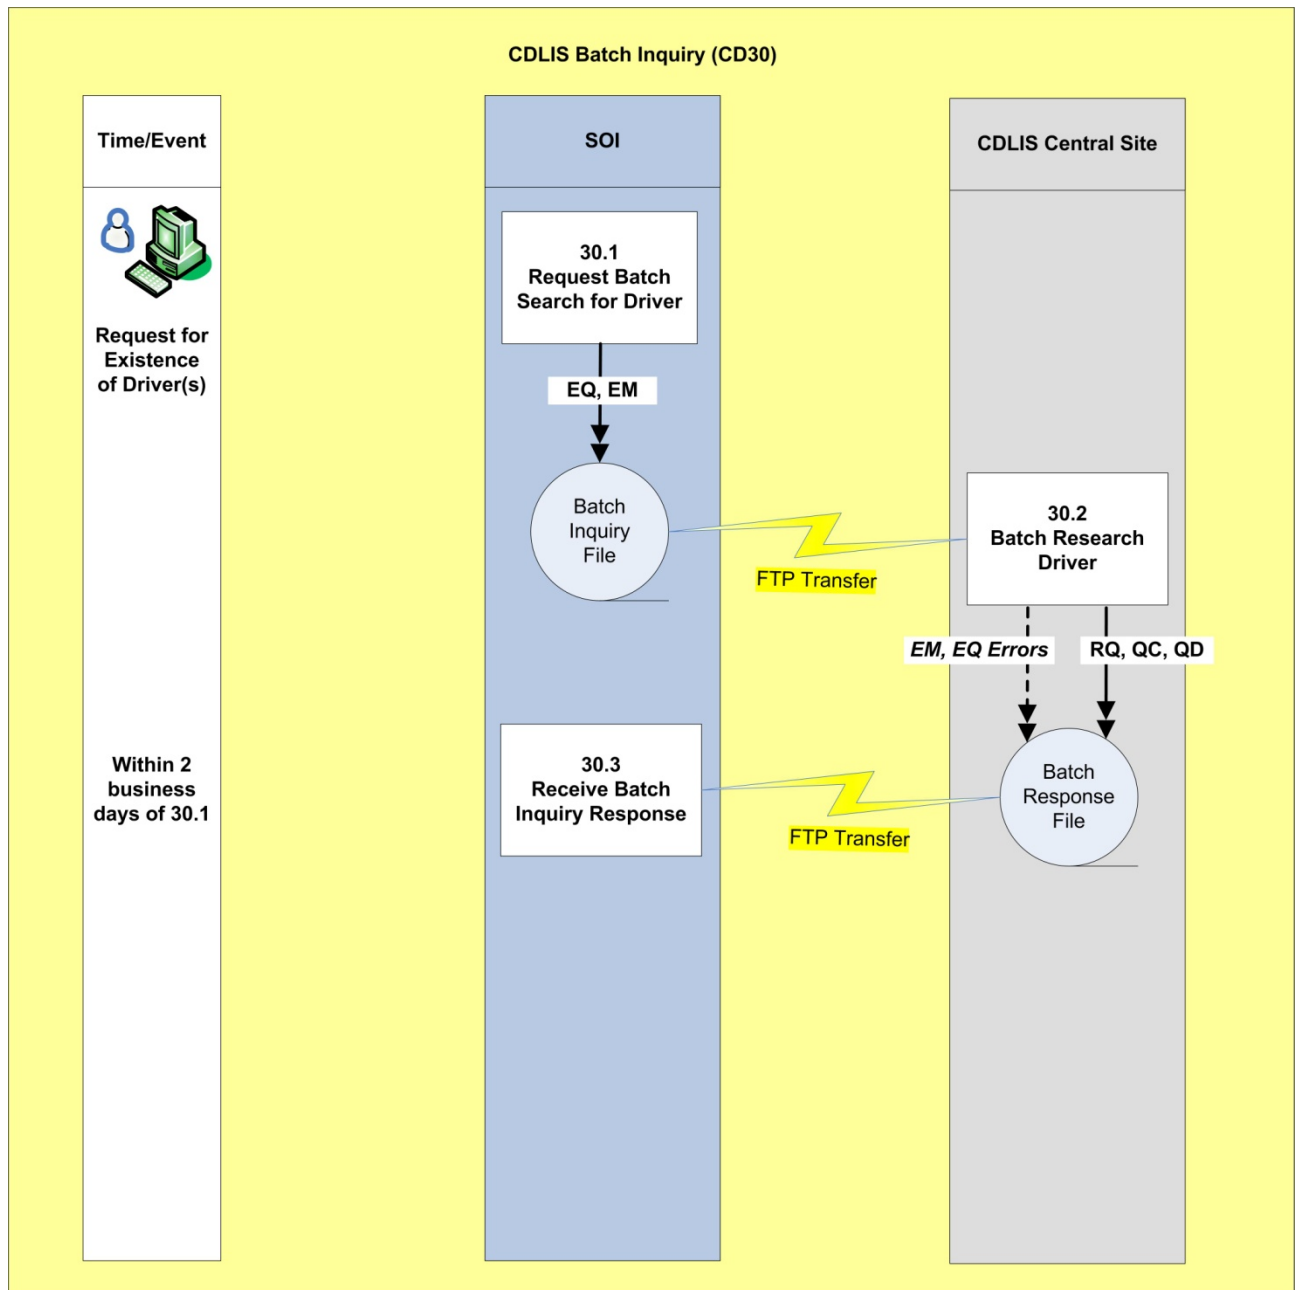 CDLIS Batch Inquiry (CD30)
Time/Event
SOI
CDLIS Central Site
Request for
Existence
of Driver(s)
30.1
Request Batch
Search for Driver
EQ, EM
Batch
Inquiry
File
FTP Transfer
30.2
Batch Research
Driver
EM, EQ Errors
RQ, QC, QD
Within 2
business
days of 30.1
30.3
Receive Batch
Inquiry Response
FTP Transfer
Batch
Response
File